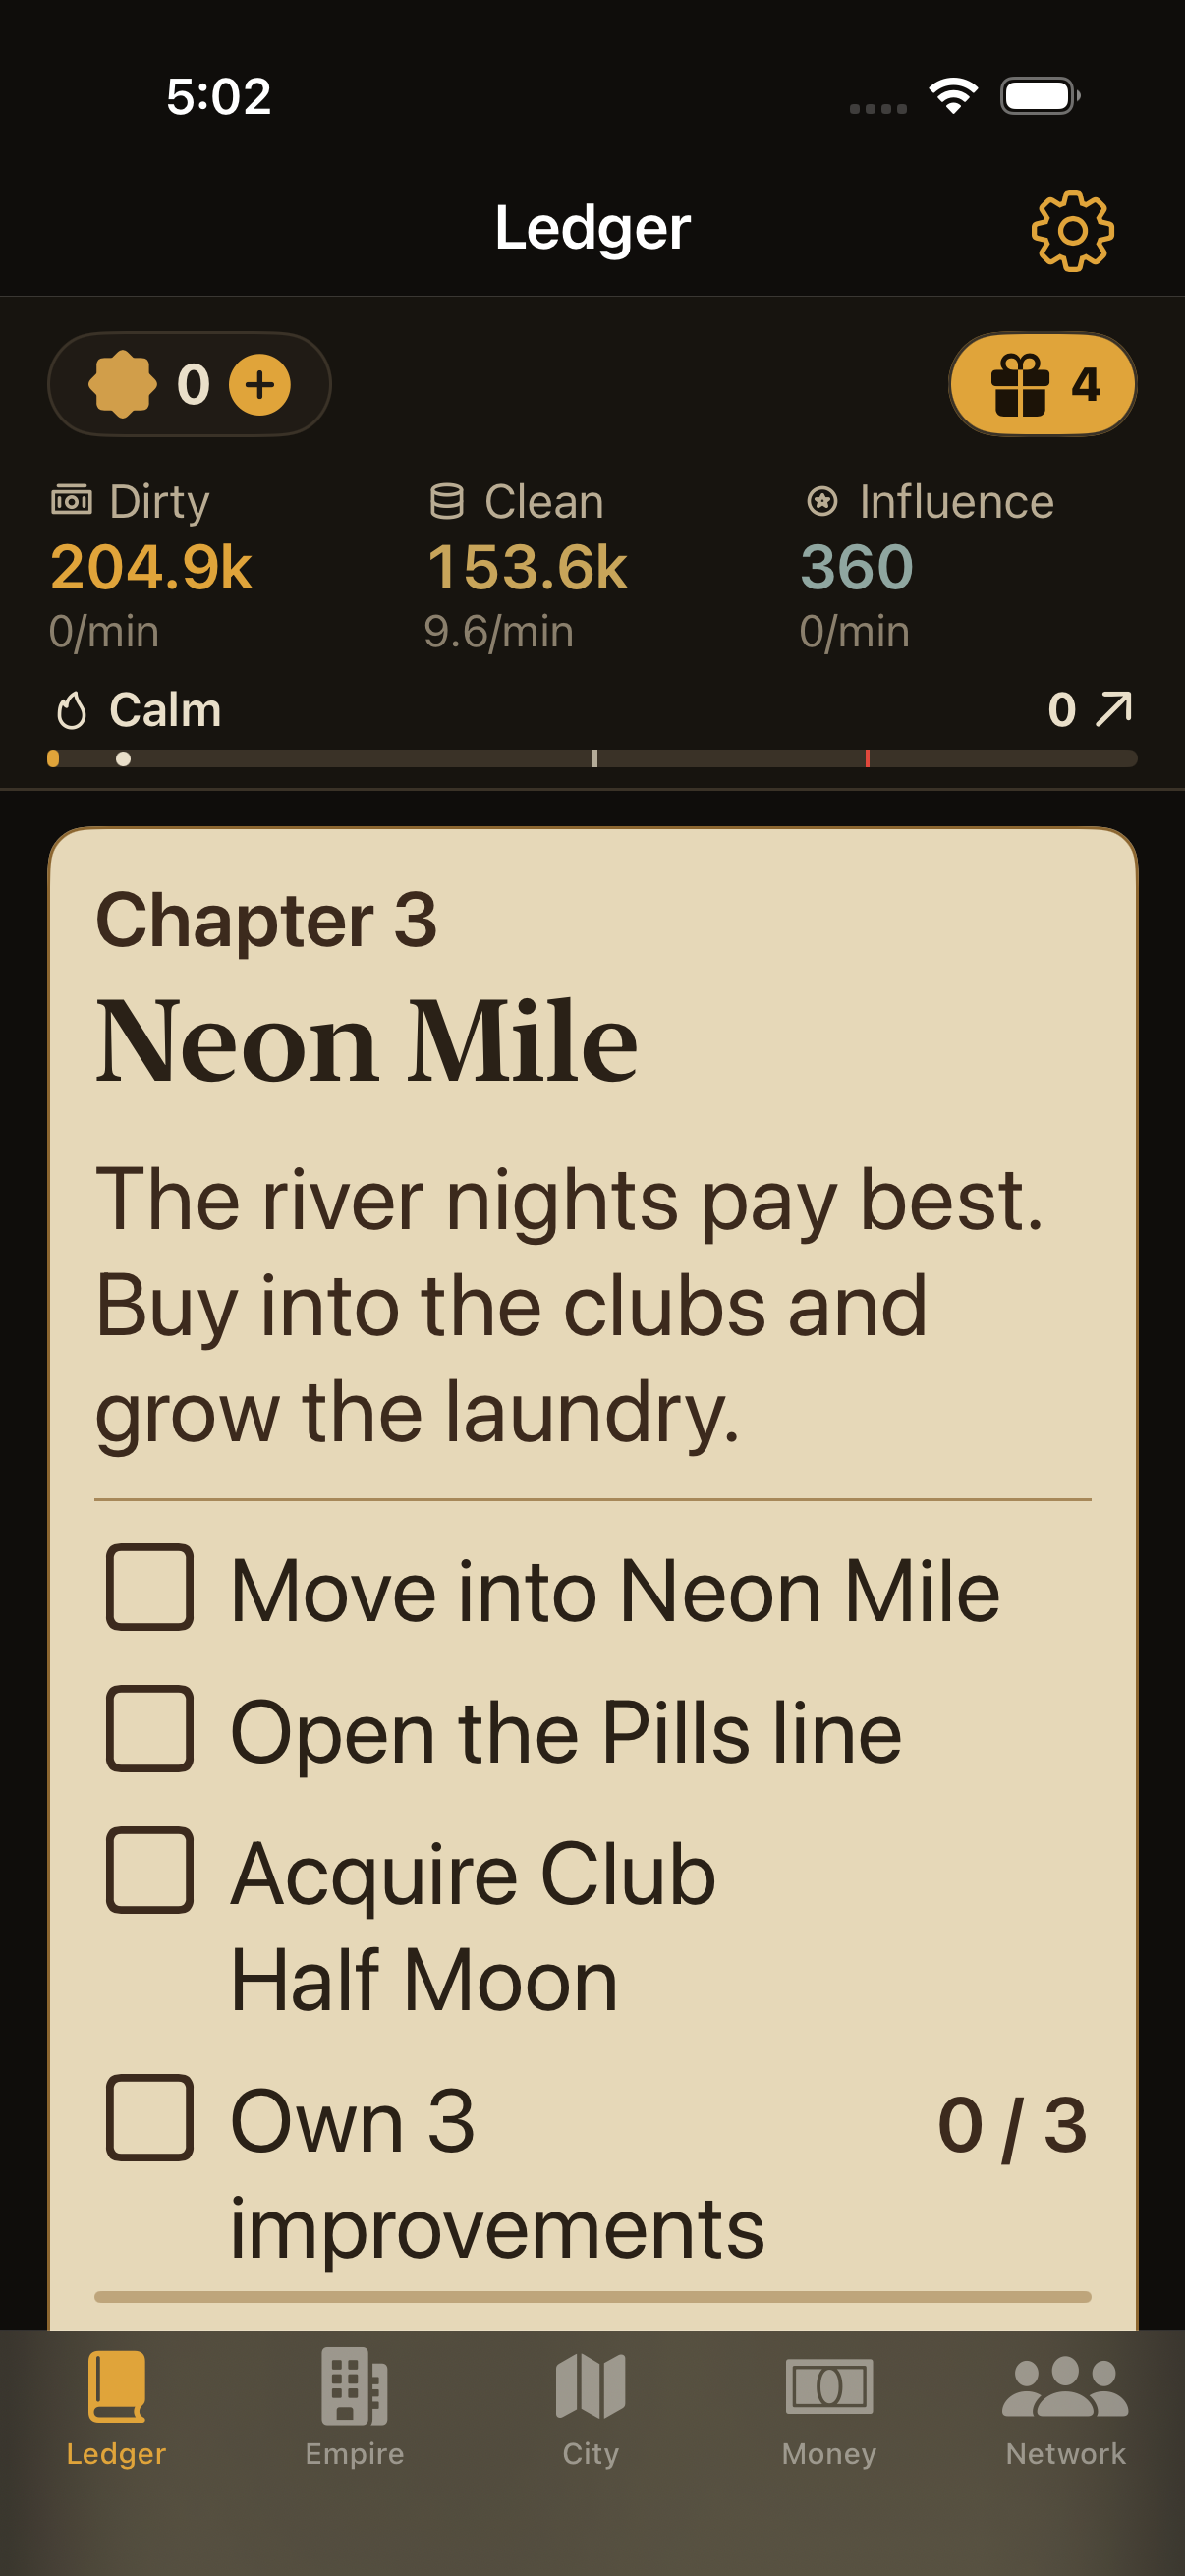 5:02
Ledger
0
4
Dirty
Clean
Influence
204.9k
153.6k
360
0/min
9.6/min
0/min
Calm
0
Chapter 3
Neon Mile
The river nights pay best.
Buy into the clubs and
grow the laundry.
Move into Neon Mile
Open the Pills line
Acquire Club
Half Moon
Own 3
0 / 3
improvements
Ledger
Empire
City
Money
Network